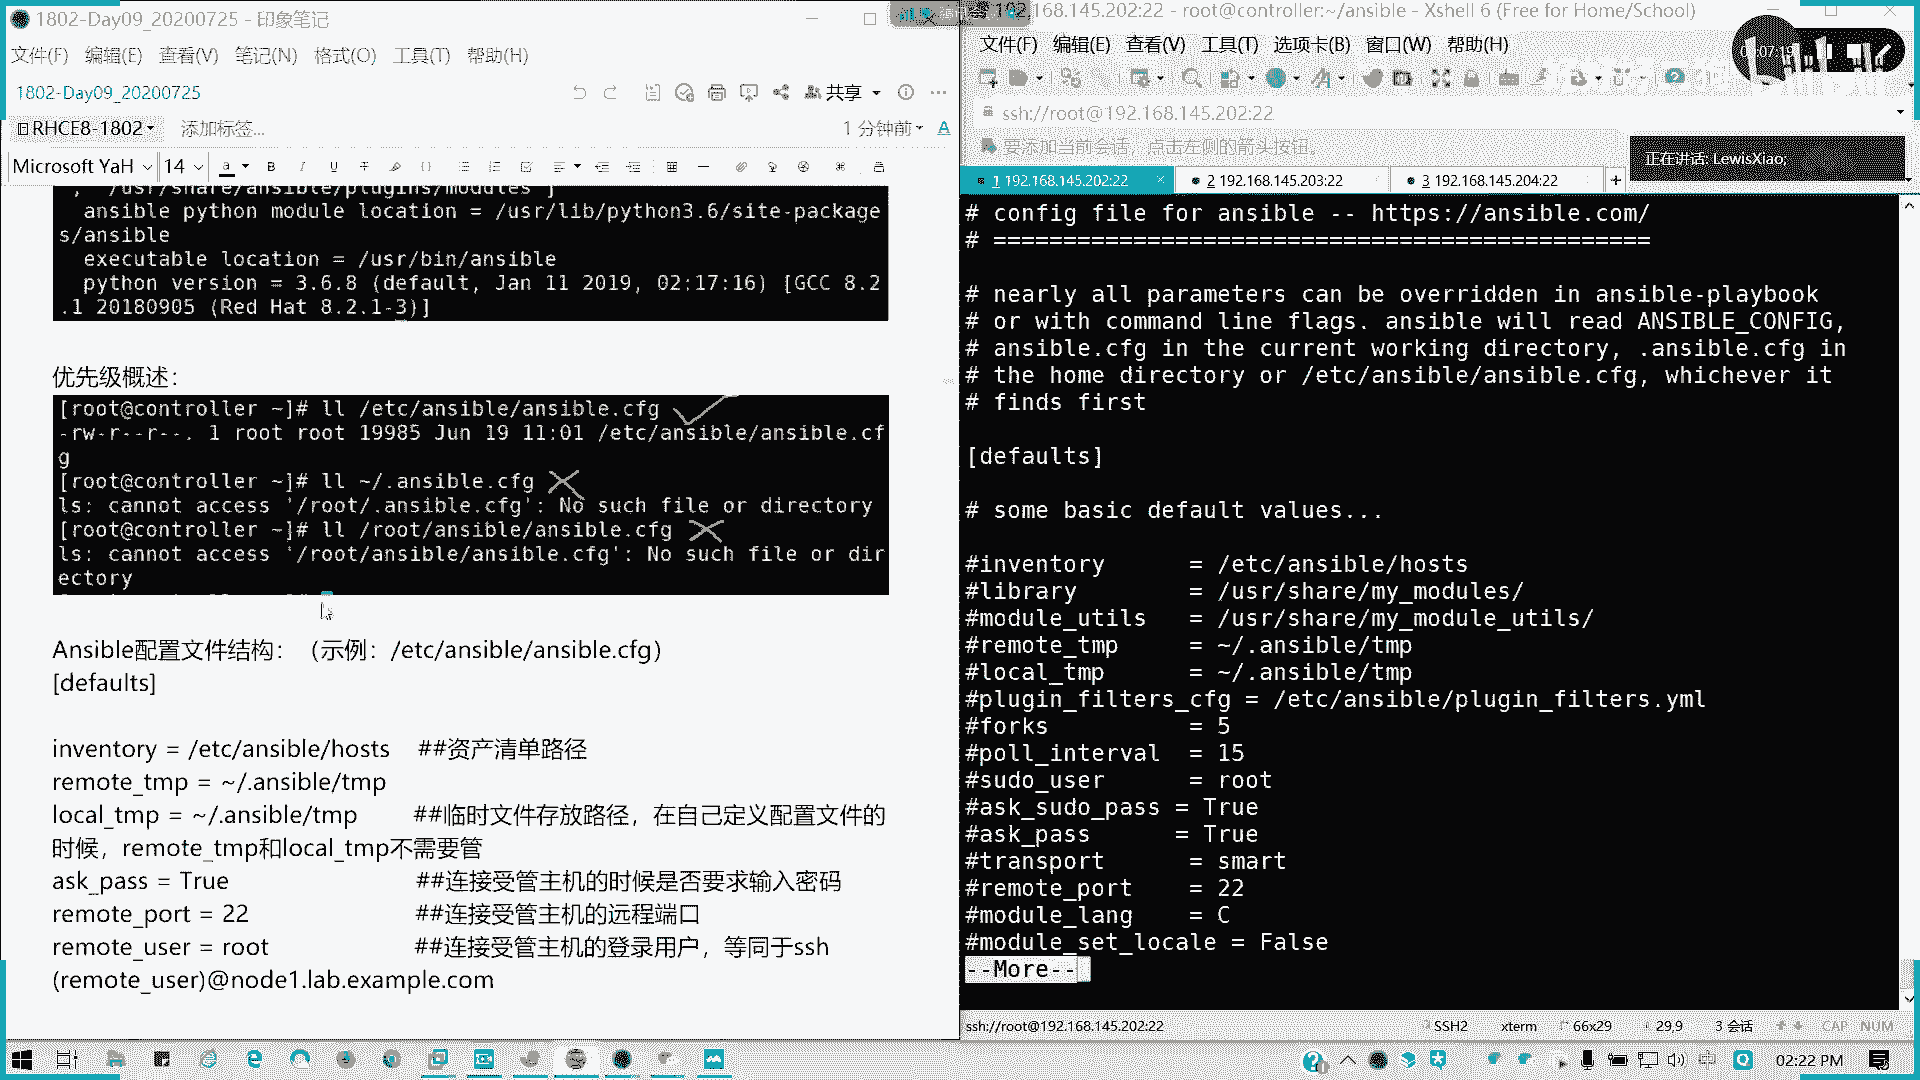 1802-Day09_20200725 - 印象笔记
文件(F) 编辑(E) 查看(V) 笔记(N) 格式(O) 工具(T) 帮助(H)
1802-Day09_20200725
共享
RHCE8-1802
添加标签...
1 分钟前
Microsoft YaH
14
, "/usr/share/ansible/plugins/modules"]
ansible python module location = /usr/lib/python3.6/site-package
s/ansible
executable location = /usr/bin/ansible
python version = 3.6.8 (default, Jan 11 2019, 02:17:16) [GCC 8.2
.1 20180905 (Red Hat 8.2.1-3)]
优先级概述：
[root@controller ~]# ll /etc/ansible/ansible.cfg
-rw-r--r--. 1 root root 19985 Jun 19 11:01 /etc/ansible/ansible.cf
g
[root@controller ~]# ll ~/.ansible.cfg
ls: cannot access '/root/.ansible.cfg': No such file or directory
[root@controller ~]# ll /root/ansible/ansible.cfg
ls: cannot access '/root/ansible/ansible.cfg': No such file or dir
ectory
Ansible配置文件结构：（示例：/etc/ansible/ansible.cfg）
[defaults]
inventory = /etc/ansible/hosts ##资产清单路径
remote_tmp = ~/.ansible/tmp
local_tmp = ~/.ansible/tmp ##临时文件存放路径，在自己定义配置文件的
时候，remote_tmp和local_tmp不需要管
ask_pass = True ##连接受管主机的时候是否要求输入密码
remote_port = 22 ##连接受管主机的远程端口
remote_user = root ##连接受管主机的登录用户，等同于ssh
(remote_user)@node1.lab.example.com
192.168.145.202:22 - root@controller:~/ansible - Xshell 6 (Free for Home/School)
文件(F) 编辑(E) 查看(V) 工具(T) 选项卡(B) 窗口(W) 帮助(H)
ssh://root@192.168.145.202:22
要添加当前会话，点击左侧的箭头按钮。
正在讲话: LewisXiao;
1 192.168.145.202:22
2 192.168.145.203:22
3 192.168.145.204:22
# config file for ansible -- https://ansible.com/
# ===============================================
# nearly all parameters can be overridden in ansible-playbook
# or with command line flags. ansible will read ANSIBLE_CONFIG,
# ansible.cfg in the current working directory, .ansible.cfg in
# the home directory or /etc/ansible/ansible.cfg, whichever it
# finds first
[defaults]
# some basic default values...
#inventory = /etc/ansible/hosts
#library = /usr/share/my_modules/
#module_utils = /usr/share/my_module_utils/
#remote_tmp = ~/.ansible/tmp
#local_tmp = ~/.ansible/tmp
#plugin_filters_cfg = /etc/ansible/plugin_filters.yml
#forks = 5
#poll_interval = 15
#sudo_user = root
#ask_sudo_pass = True
#ask_pass = True
#transport = smart
#remote_port = 22
#module_lang = C
#module_set_locale = False
--More--
ssh://root@192.168.145.202:22
SSH2 xterm 66x29 29,9 3 会话 CAP NUM
02:22 PM